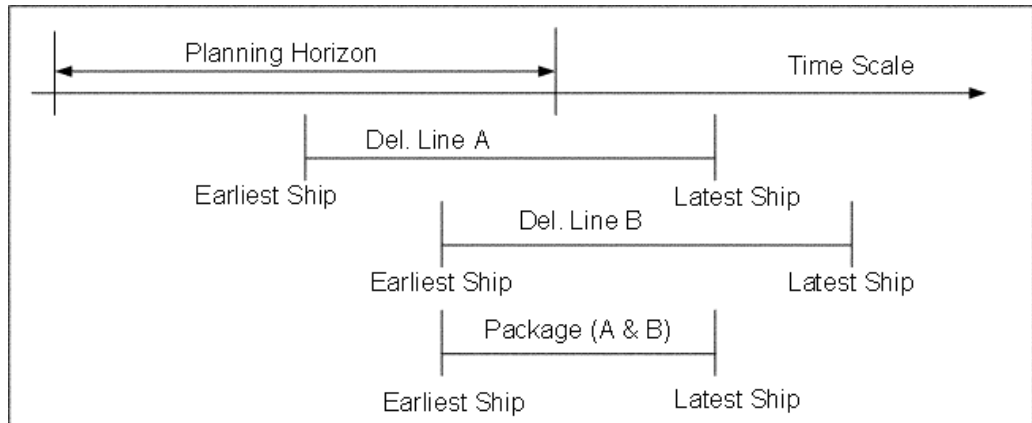 Planning Horizon
Time Scale
Del. Line A
Earliest Ship
Latest Ship
Del. Line B
Earliest Ship
Latest Ship
Package (A & B)
Earliest Ship
Latest Ship